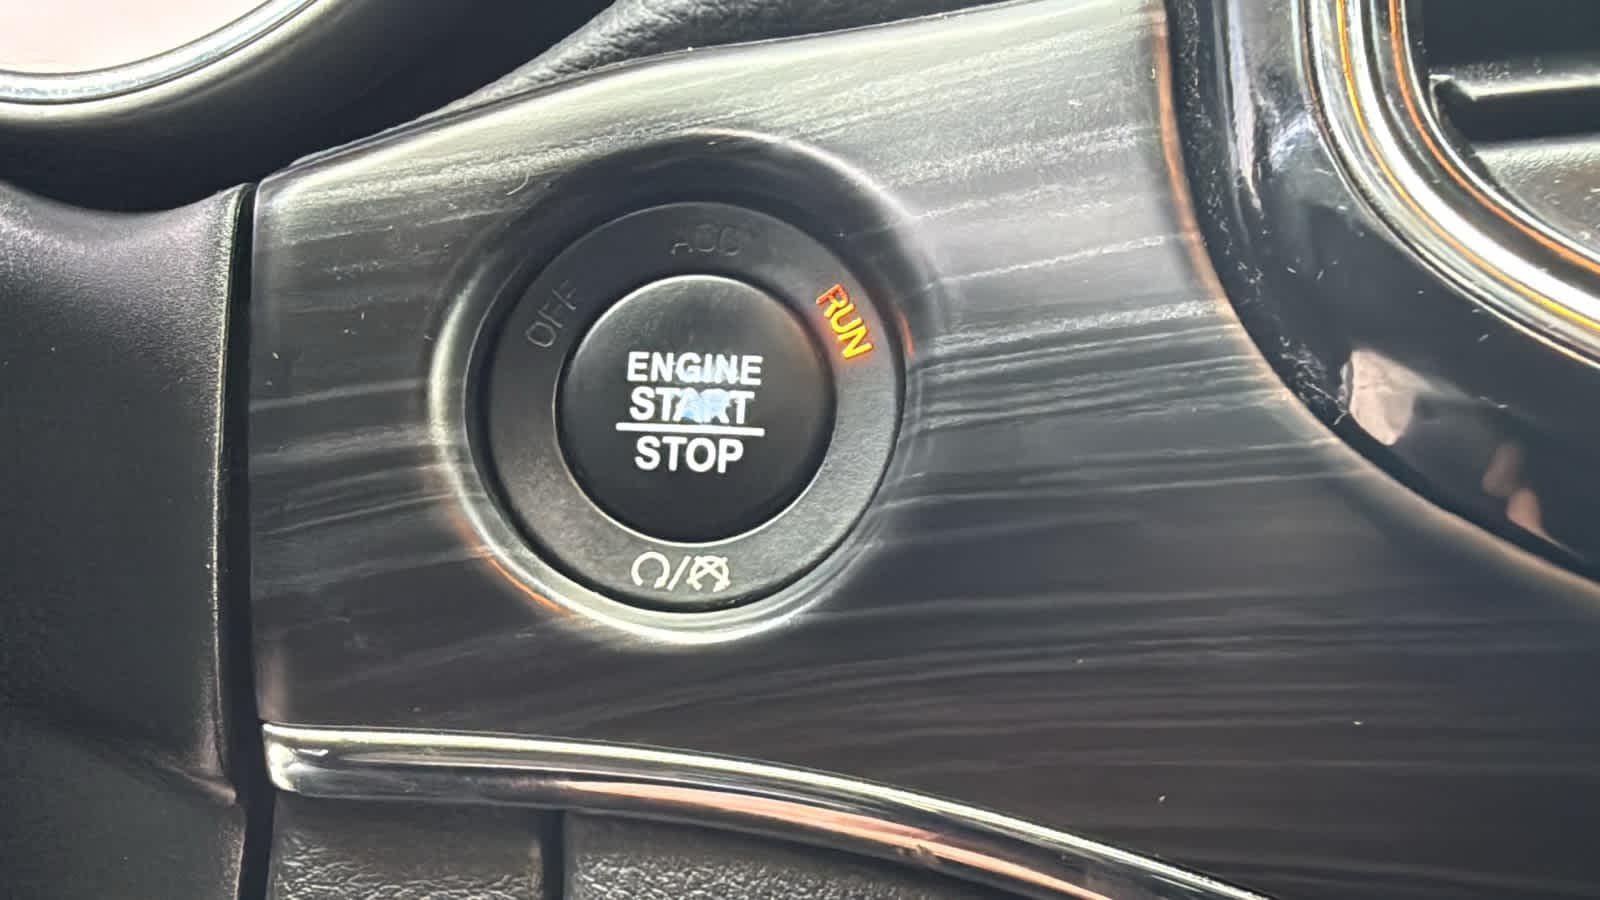 ACC
OFF
RUN
ENGINE
START
STOP